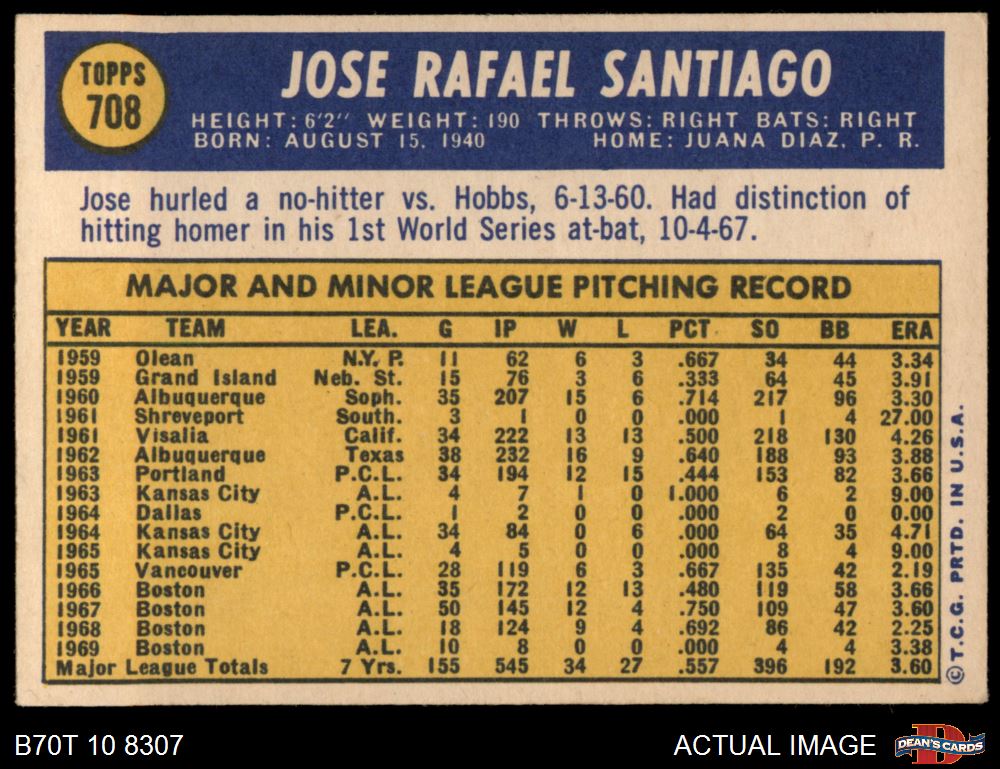 TOPPS
708
JOSE RAFAEL SANTIAGO
HEIGHT: 6'2" WEIGHT: 190 THROWS: RIGHT BATS: RIGHT
BORN: AUGUST 15, 1940 HOME: JUANA DIAZ, P. R.
Jose hurled a no-hitter vs. Hobbs, 6-13-60. Had distinction of
hitting homer in his 1st World Series at-bat, 10-4-67.
MAJOR AND MINOR LEAGUE PITCHING RECORD
YEAR TEAM LEA. G IP W L PCT. SO BB ERA
1959 Olean N.Y. P. 11 62 6 3 .667 34 44 3.34
1959 Grand Island Neb. St. 15 76 3 6 .333 64 45 3.91
1960 Albuquerque Soph. 35 207 15 6 .714 217 96 3.30
1961 Shreveport South. 3 1 0 0 .000 1 4 27.00
1961 Visalia Calif. 34 222 13 13 .500 218 130 4.26
1962 Albuquerque Texas 38 232 16 9 .640 188 93 3.88
1963 Portland P.C.L. 34 194 12 15 .444 153 82 3.66
1963 Kansas City A.L. 4 7 1 0 1.000 6 2 9.00
1964 Dallas P.C.L. 1 2 0 0 .000 2 0 0.00
1964 Kansas City A.L. 34 84 0 6 .000 64 35 4.71
1965 Kansas City A.L. 4 5 0 0 .000 8 4 9.00
1965 Vancouver P.C.L. 28 119 6 3 .667 135 42 2.19
1966 Boston A.L. 35 172 12 13 .480 119 58 3.66
1967 Boston A.L. 50 145 12 4 .750 109 47 3.60
1968 Boston A.L. 18 124 9 4 .692 86 42 2.25
1969 Boston A.L. 10 8 0 0 .000 4 4 3.38
Major League Totals 7 Yrs. 155 545 34 27 .557 396 192 3.60
© T.C.G. PRTD. IN U.S.A.
B70T 10 8307
ACTUAL IMAGE
D
DEAN'S CARDS